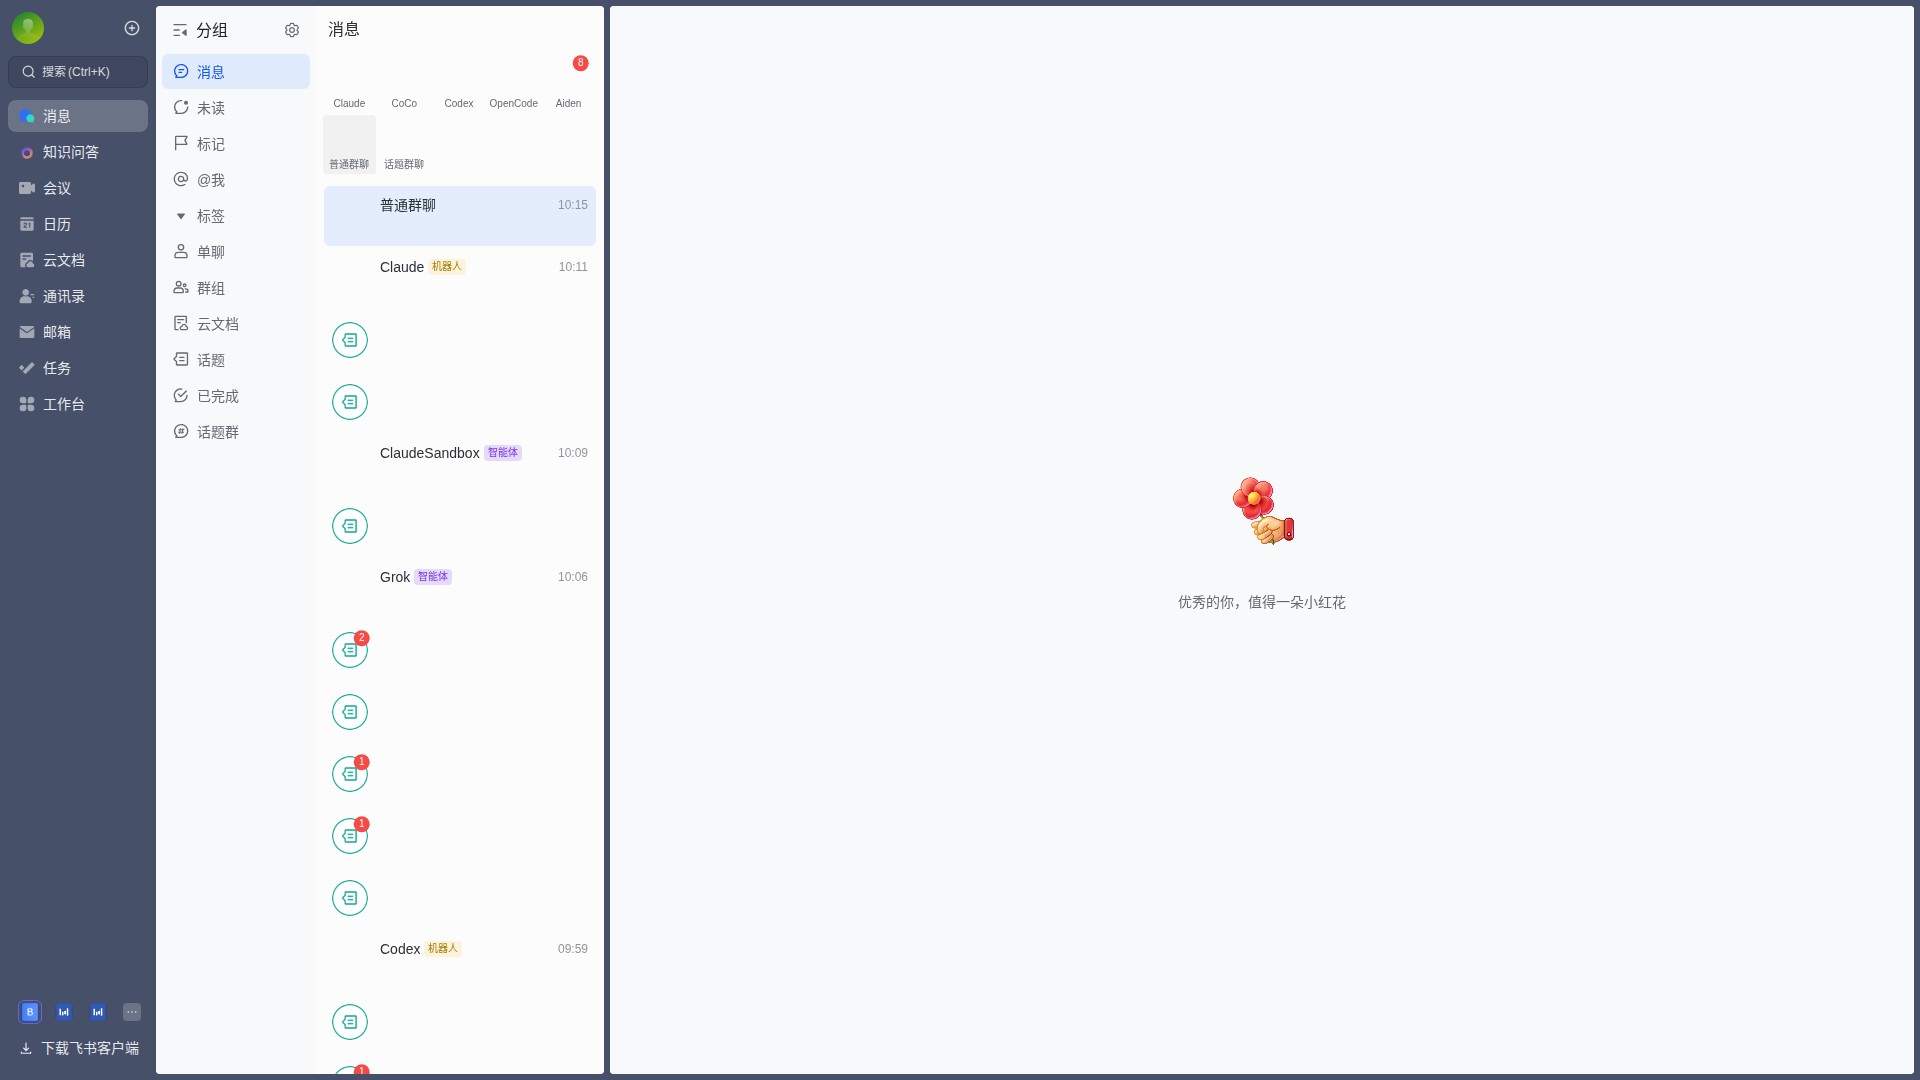 搜索 (Ctrl+K)
消息
知识问答
会议
31
日历
云文档
通讯录
邮箱
任务
工作台
B
下载飞书客户端
分组
消息
未读
标记
@我
标签
单聊
群组
云文档
话题
已完成
话题群
消息
8
Claude CoCo Codex OpenCode Aiden
普通群聊 话题群聊
普通群聊 10:15
Claude 机器人 10:11
ClaudeSandbox 智能体 10:09
Grok 智能体 10:06
2
1
1
Codex 机器人 09:59
1
优秀的你，值得一朵小红花